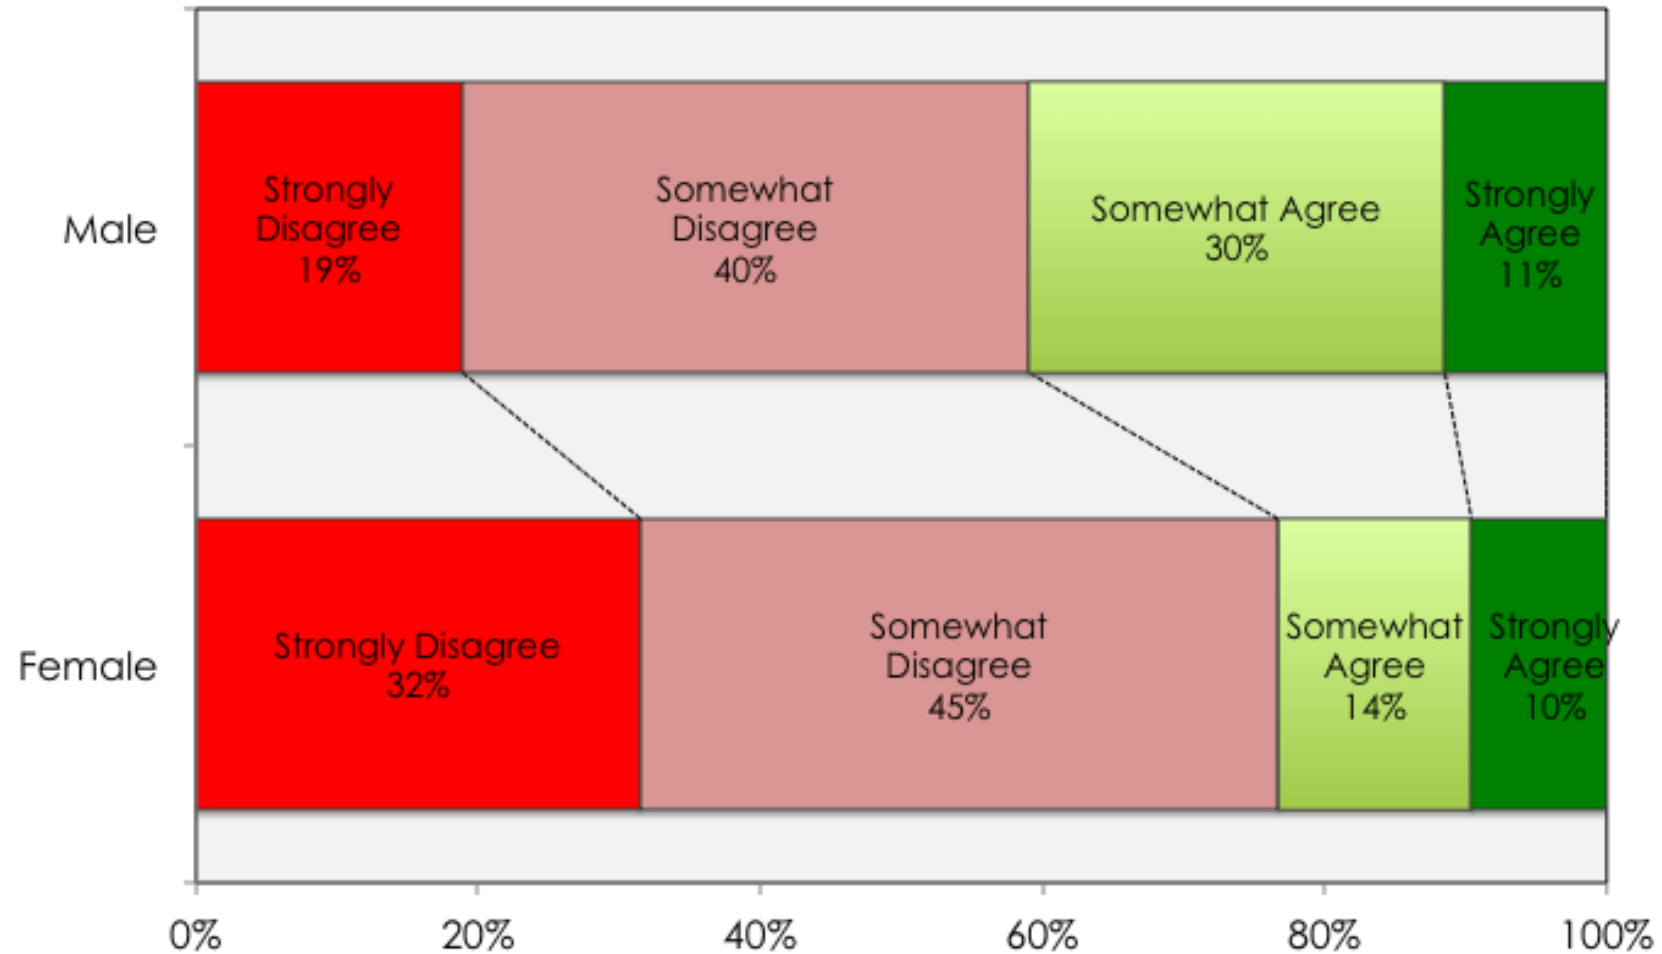 Male
Strongly
Disagree
19%
Somewhat
Disagree
40%
Somewhat Agree
30%
Strongly
Agree
11%
Female
Strongly Disagree
32%
Somewhat
Disagree
45%
Somewhat
Agree
14%
Strongly
Agree
10%
0% 20% 40% 60% 80% 100%